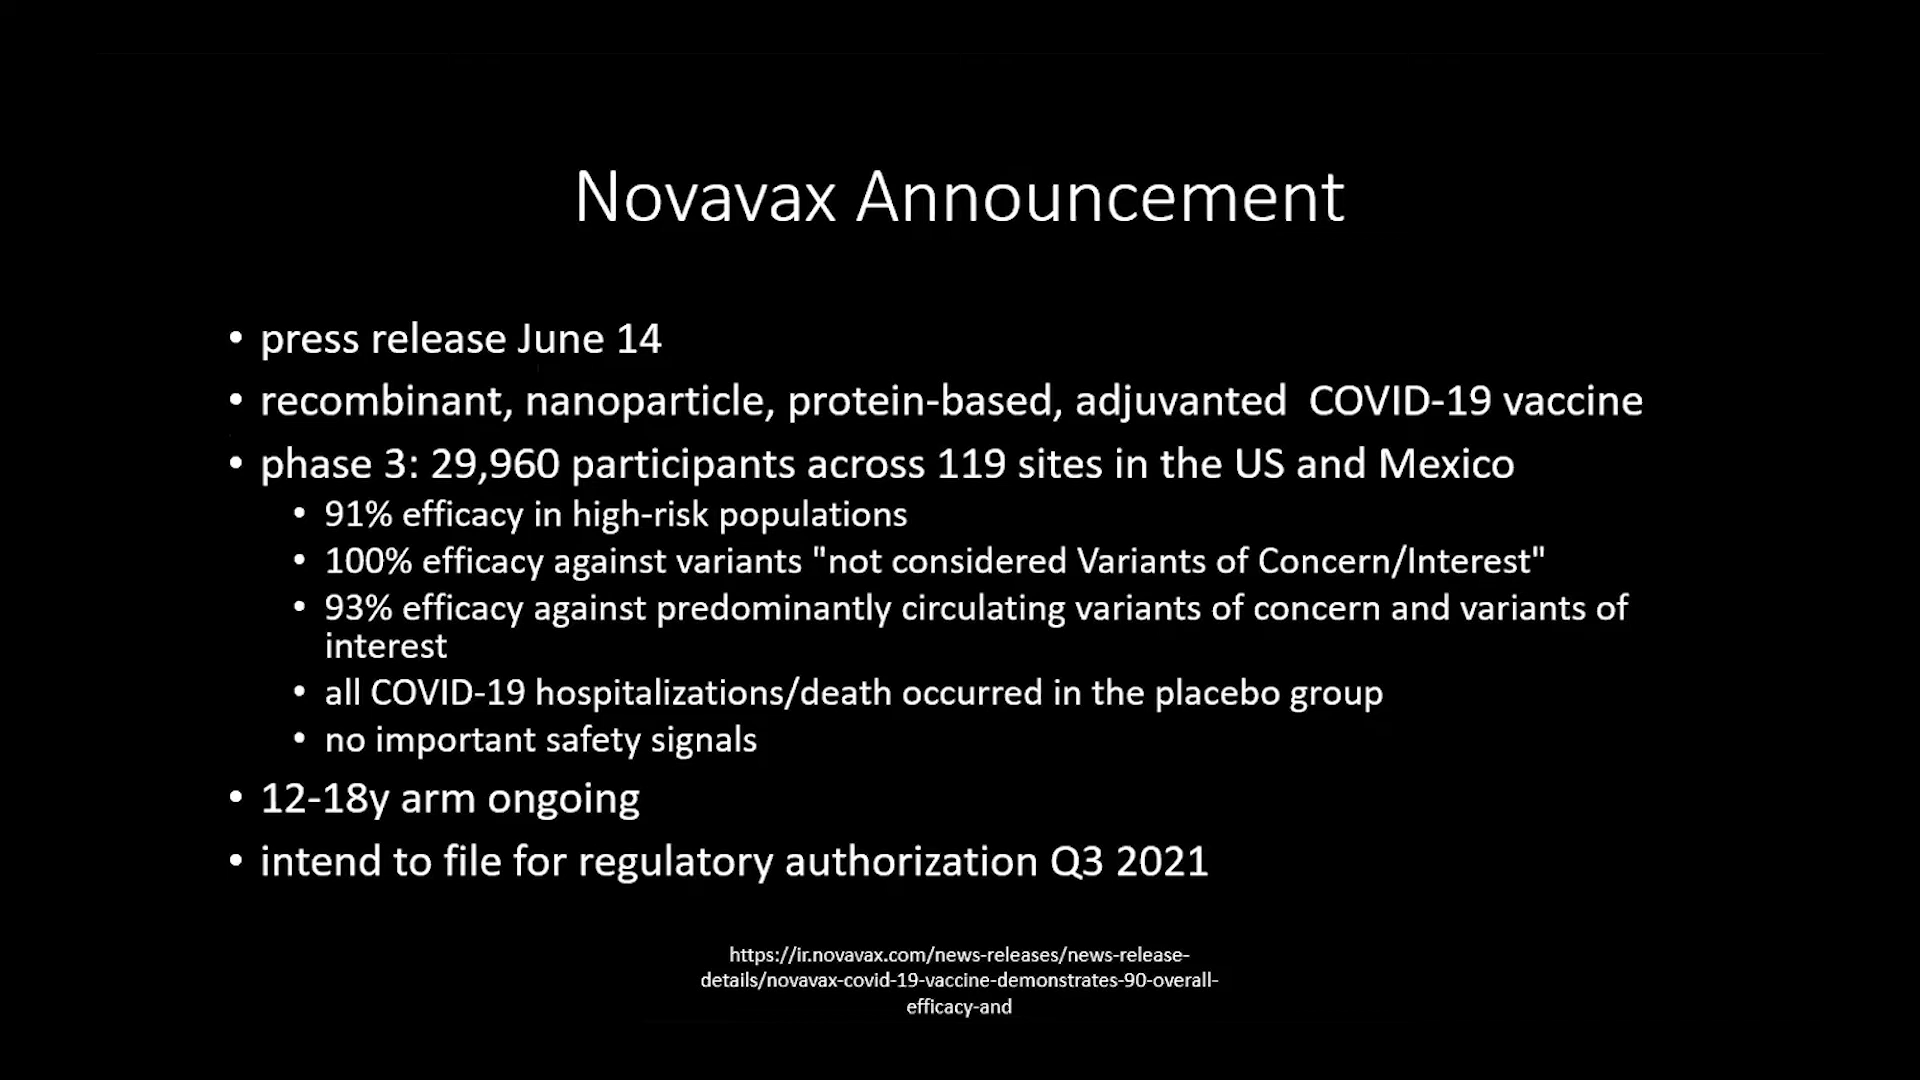 Novavax Announcement
• press release June 14
• recombinant, nanoparticle, protein-based, adjuvanted  COVID-19 vaccine
• phase 3: 29,960 participants across 119 sites in the US and Mexico
• 91% efficacy in high-risk populations
• 100% efficacy against variants "not considered Variants of Concern/Interest"
• 93% efficacy against predominantly circulating variants of concern and variants of
interest
• all COVID-19 hospitalizations/death occurred in the placebo group
• no important safety signals
• 12-18y arm ongoing
• intend to file for regulatory authorization Q3 2021
https://ir.novavax.com/news-releases/news-release-
details/novavax-covid-19-vaccine-demonstrates-90-overall-
efficacy-and